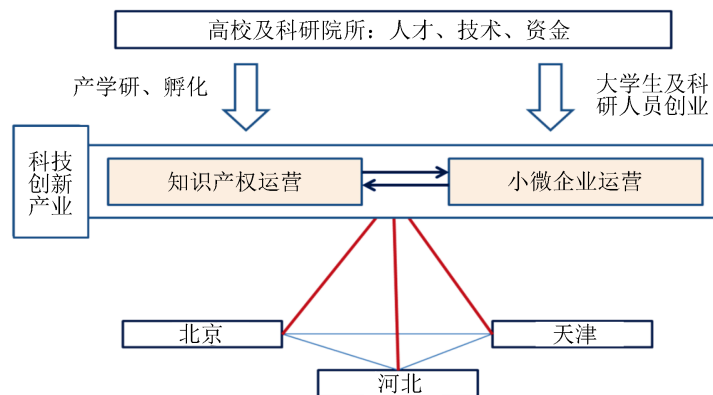 高校及科研院所：人才、技术、资金
产学研、孵化
大学生及科
研人员创业
科技
创新
产业
知识产权运营
小微企业运营
北京
天津
河北